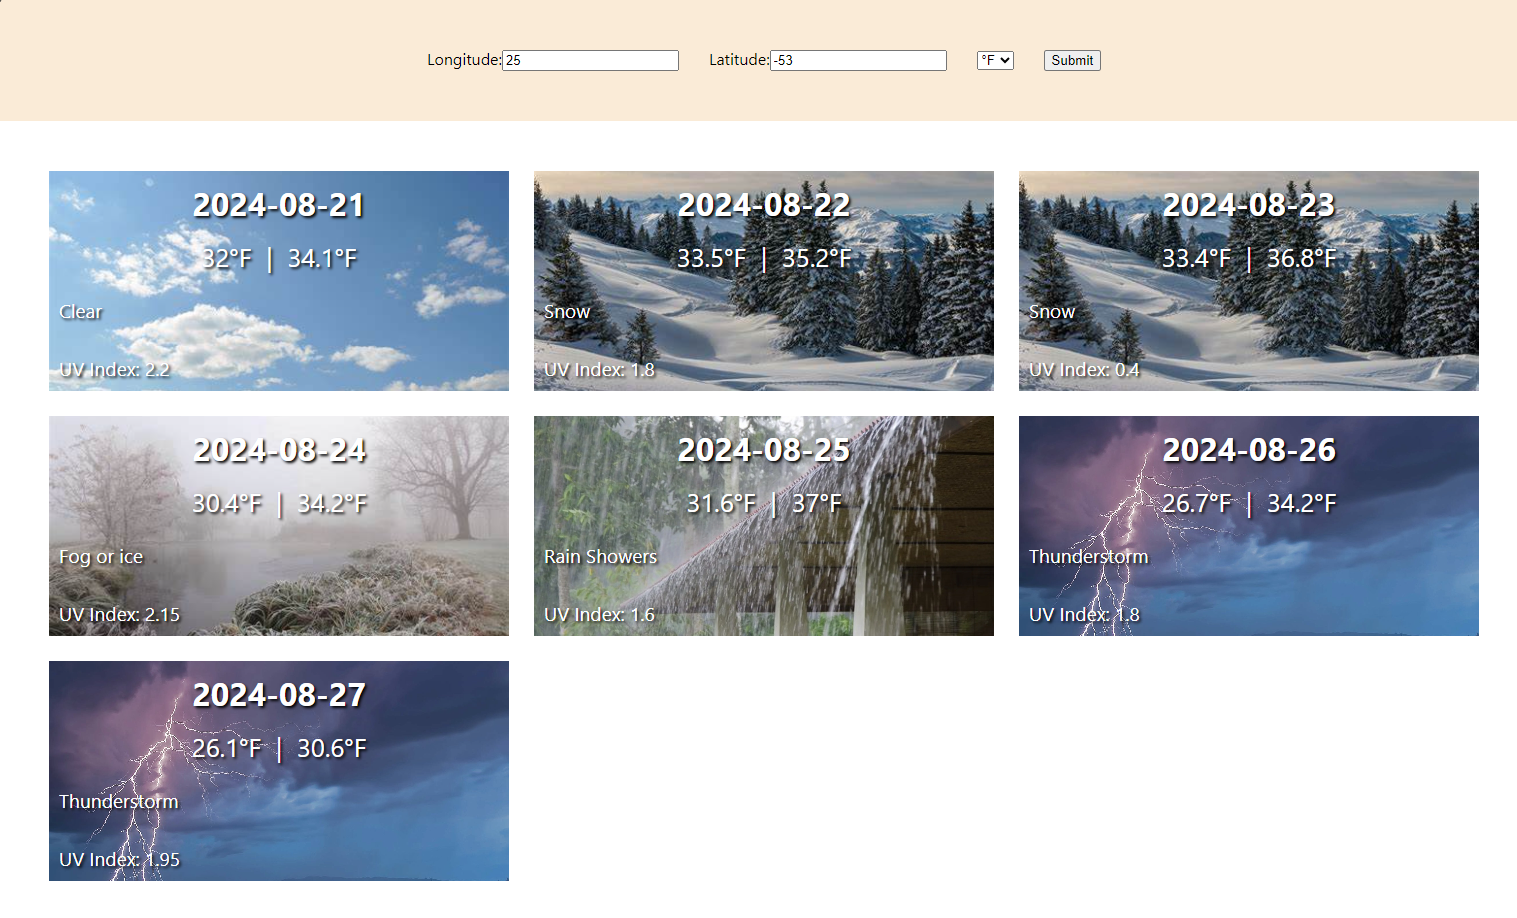 Longitude: 25 Latitude: -53 °F Submit
2024-08-21
32°F | 34.1°F
Clear
UV Index: 2.2
2024-08-22
33.5°F | 35.2°F
Snow
UV Index: 1.8
2024-08-23
33.4°F | 36.8°F
Snow
UV Index: 0.4
2024-08-24
30.4°F | 34.2°F
Fog or ice
UV Index: 2.15
2024-08-25
31.6°F | 37°F
Rain Showers
UV Index: 1.6
2024-08-26
26.7°F | 34.2°F
Thunderstorm
UV Index: 1.8
2024-08-27
26.1°F | 30.6°F
Thunderstorm
UV Index: 1.95